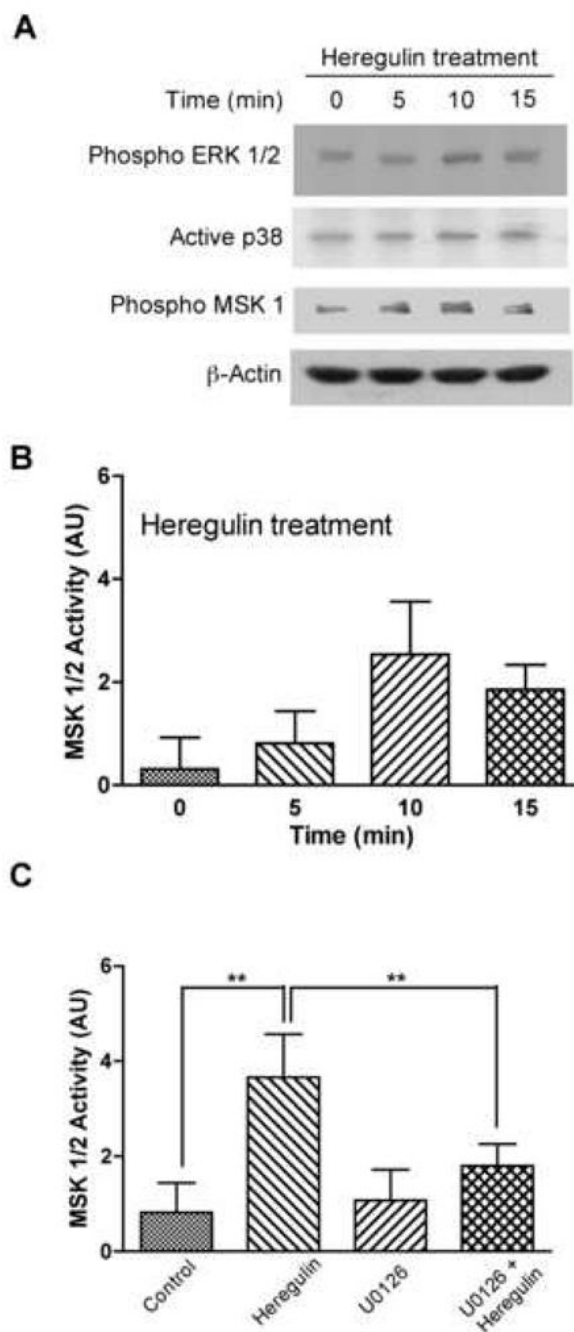 A
Heregulin treatment
Time (min) 0 5 10 15
Phospho ERK 1/2
Active p38
Phospho MSK 1
β-Actin
B
Heregulin treatment
MSK 1/2 Activity (AU)
6
4
2
0
0 5 10 15
Time (min)
C
MSK 1/2 Activity (AU)
6
4
2
0
** **
Control
Heregulin
U0126
U0126 +
Heregulin